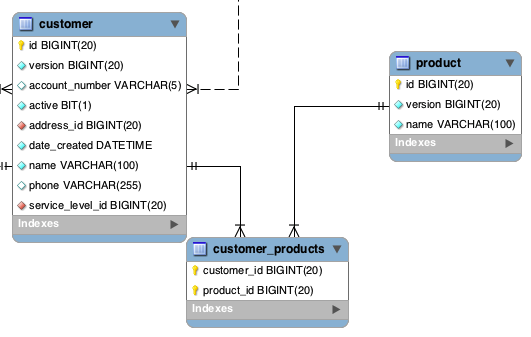 customer
id BIGINT(20)
version BIGINT(20)
account_number VARCHAR(5)
active BIT(1)
address_id BIGINT(20)
date_created DATETIME
name VARCHAR(100)
phone VARCHAR(255)
service_level_id BIGINT(20)
Indexes
product
id BIGINT(20)
version BIGINT(20)
name VARCHAR(100)
Indexes
customer_products
customer_id BIGINT(20)
product_id BIGINT(20)
Indexes